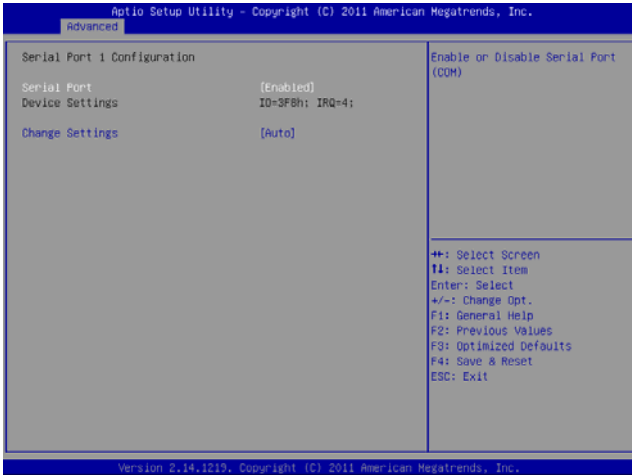 Aptio Setup Utility – Copyright (C) 2011 American Megatrends, Inc.
Advanced
Serial Port 1 Configuration
Serial Port [Enabled]
Device Settings IO=3F8h; IRQ=4;
Change Settings [Auto]
Enable or Disable Serial Port
(COM)
→←: Select Screen
↑↓: Select Item
Enter: Select
+/-: Change Opt.
F1: General Help
F2: Previous Values
F3: Optimized Defaults
F4: Save & Reset
ESC: Exit
Version 2.14.1219. Copyright (C) 2011 American Megatrends, Inc.